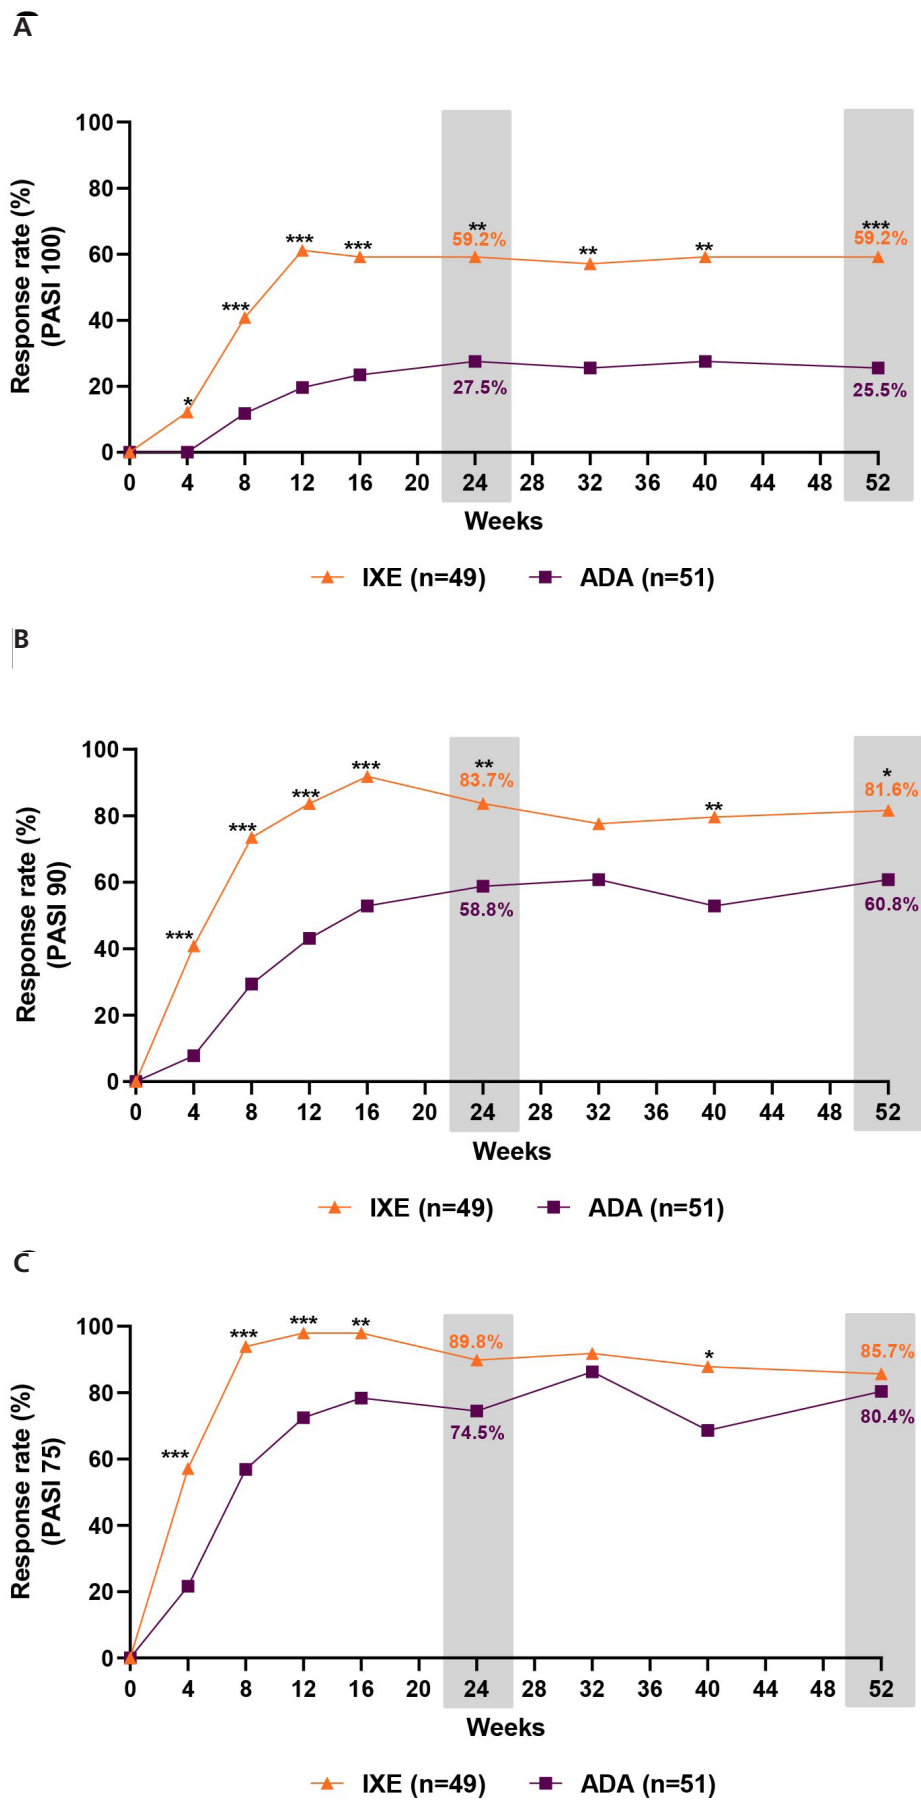 A
Response rate (%)
(PASI 100)
100
80
60
40
20
0
* *** *** *** ** ** ** ***
59.2% 59.2%
27.5% 25.5%
0 4 8 12 16 20 24 28 32 36 40 44 48 52
Weeks
IXE (n=49) ADA (n=51)
B
Response rate (%)
(PASI 90)
100
80
60
40
20
0
*** *** *** *** ** ** *
83.7% 81.6%
58.8% 60.8%
0 4 8 12 16 20 24 28 32 36 40 44 48 52
Weeks
IXE (n=49) ADA (n=51)
C
Response rate (%)
(PASI 75)
100
80
60
40
20
0
*** *** *** ** *
89.8% 85.7%
74.5% 80.4%
0 4 8 12 16 20 24 28 32 36 40 44 48 52
Weeks
IXE (n=49) ADA (n=51)